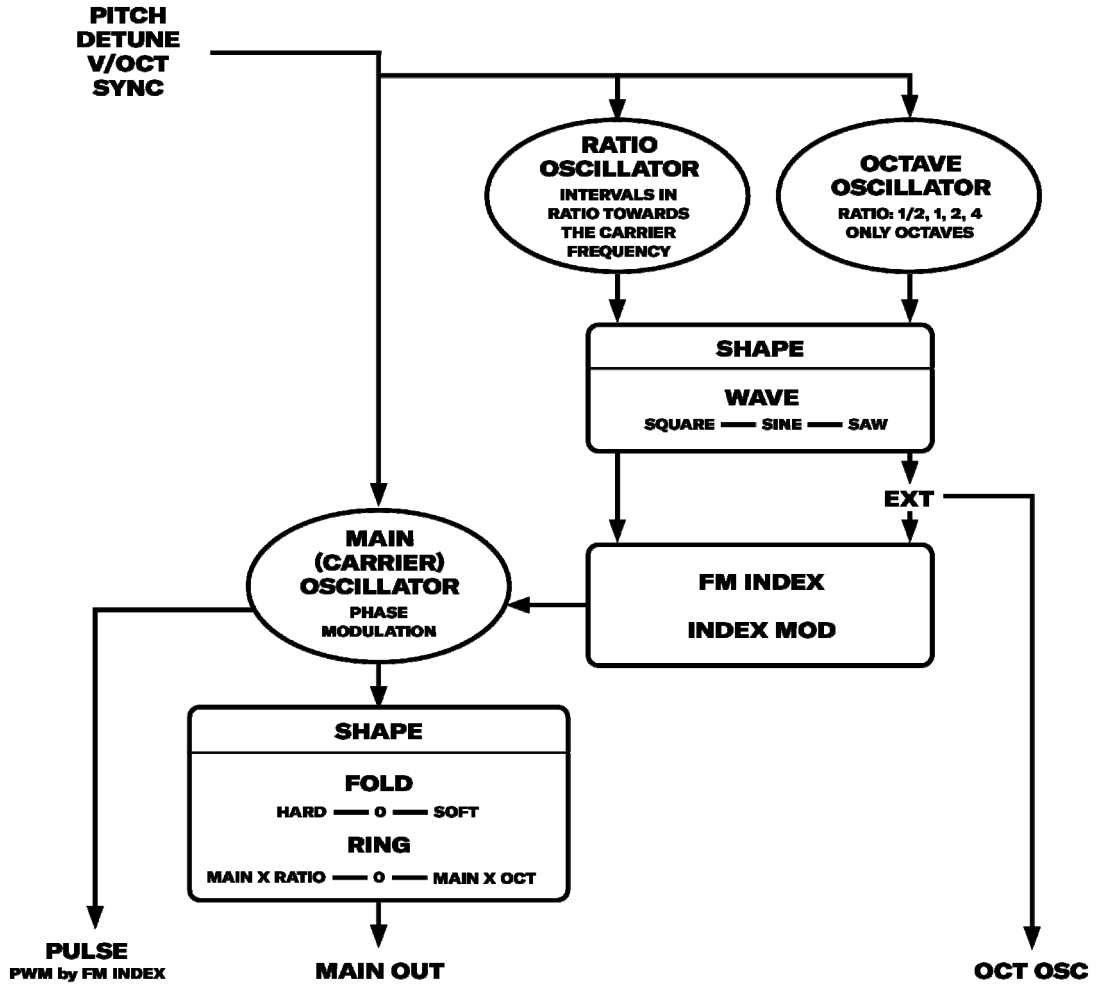 PITCH
DETUNE
V/OCT
SYNC
RATIO
OSCILLATOR
INTERVALS IN
RATIO TOWARDS
THE CARRIER
FREQUENCY
OCTAVE
OSCILLATOR
RATIO: 1/2, 1, 2, 4
ONLY OCTAVES
SHAPE
WAVE
SQUARE — SINE — SAW
EXT
MAIN
(CARRIER)
OSCILLATOR
PHASE
MODULATION
FM INDEX
INDEX MOD
SHAPE
FOLD
HARD — 0 — SOFT
RING
MAIN X RATIO — 0 — MAIN X OCT
PULSE
PWM by FM INDEX
MAIN OUT
OCT OSC